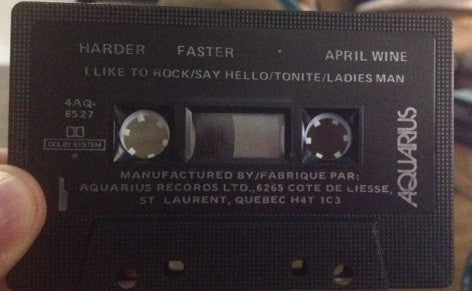 HARDER FASTER · APRIL WINE
I LIKE TO ROCK/SAY HELLO/TONITE/LADIES MAN
4AQ-
6527
DOLBY SYSTEM
®
AQUARIUS
MANUFACTURED BY/FABRIQUE PAR:
AQUARIUS RECORDS LTD.,6265 COTE DE LIESSE,
ST. LAURENT, QUEBEC H4T 1C3